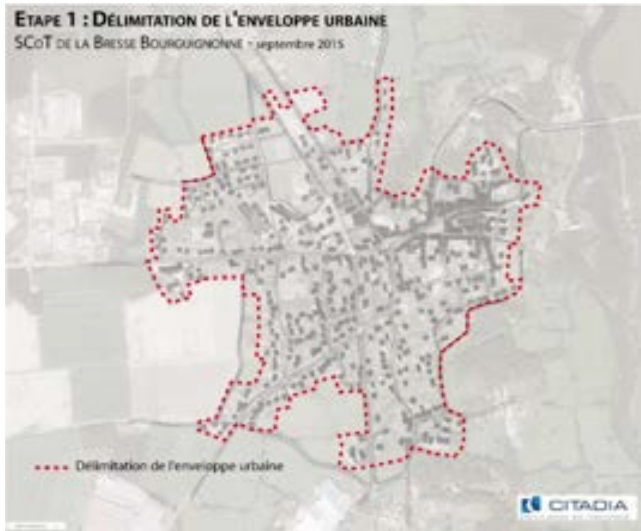 ETAPE 1 : DÉLIMITATION DE L'ENVELOPPE URBAINE
SCOT DE LA BRESSE BOURGUIGNONNE - septembre 2015
Délimitation de l'enveloppe urbaine
CITADIA